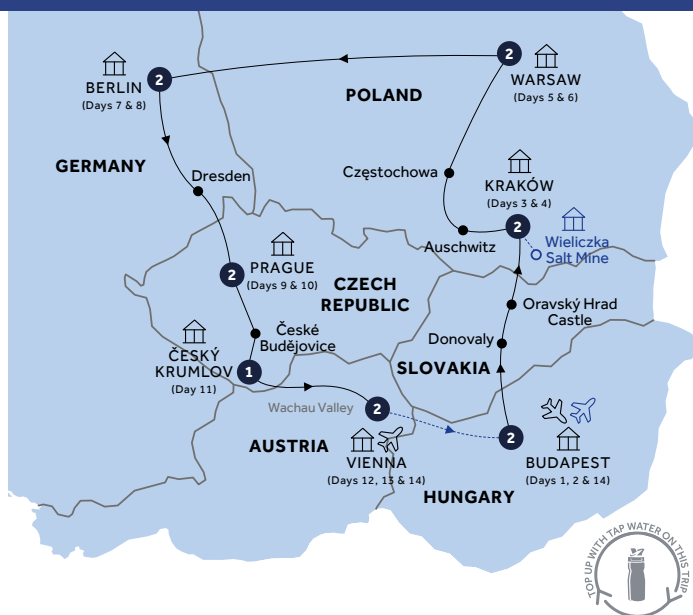 2
BERLIN
(Days 7 & 8)
2
WARSAW
(Days 5 & 6)
POLAND
GERMANY
Dresden
Częstochowa
KRAKÓW
(Days 3 & 4)
2
Auschwitz
Wieliczka
Salt Mine
2
PRAGUE
(Days 9 & 10)
CZECH
REPUBLIC
Oravský Hrad
Castle
České
Budějovice
Donovaly
SLOVAKIA
ČESKÝ
KRUMLOV
(Day 11)
1
Wachau Valley
2
AUSTRIA
VIENNA
(Days 12, 13 & 14)
2
BUDAPEST
(Days 1, 2 & 14)
HUNGARY
TOP UP WITH TAP WATER ON THIS TRIP